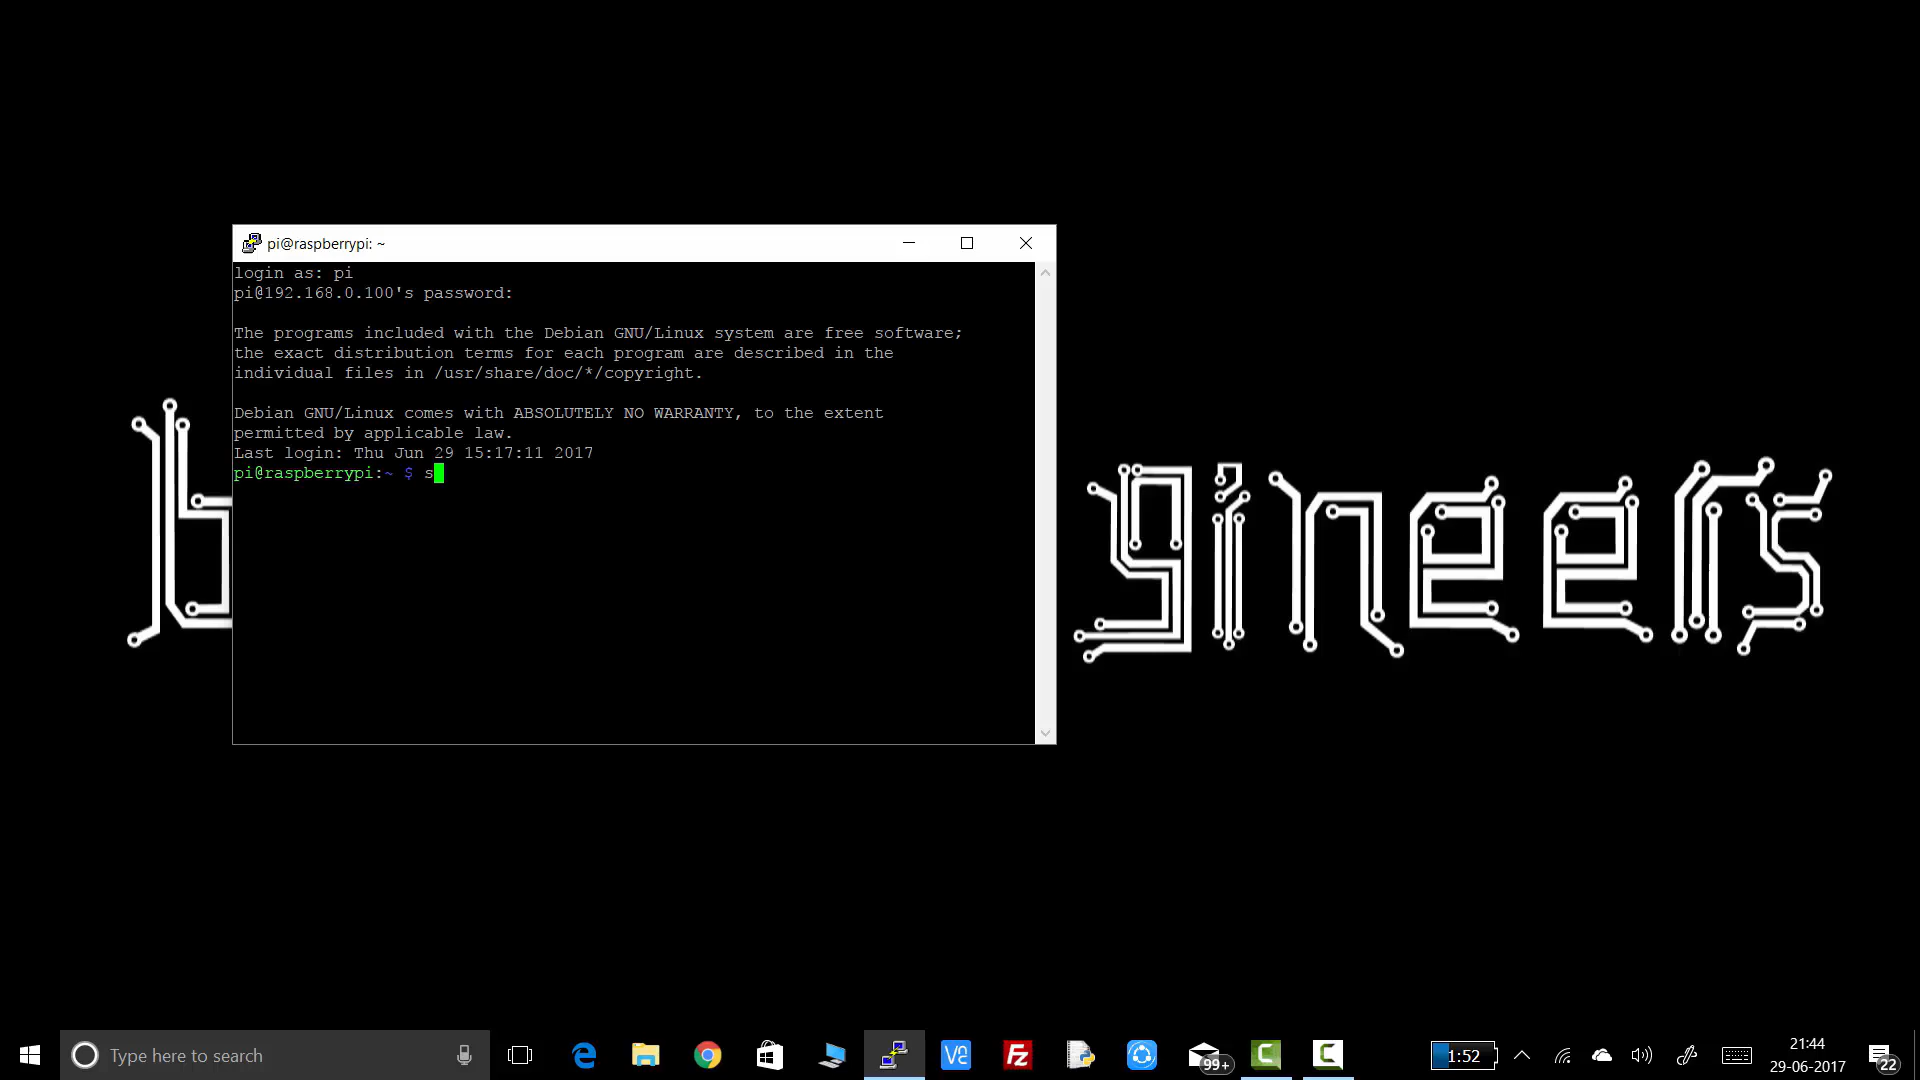 pi@raspberrypi: ~
login as: pi
pi@192.168.0.100's password:
The programs included with the Debian GNU/Linux system are free software;
the exact distribution terms for each program are described in the
individual files in /usr/share/doc/*/copyright.
Debian GNU/Linux comes with ABSOLUTELY NO WARRANTY, to the extent
permitted by applicable law.
Last login: Thu Jun 29 15:17:11 2017
pi@raspberrypi:~ $ s
b
gineers
Type here to search
99+
1:52
21:44
29-06-2017
22